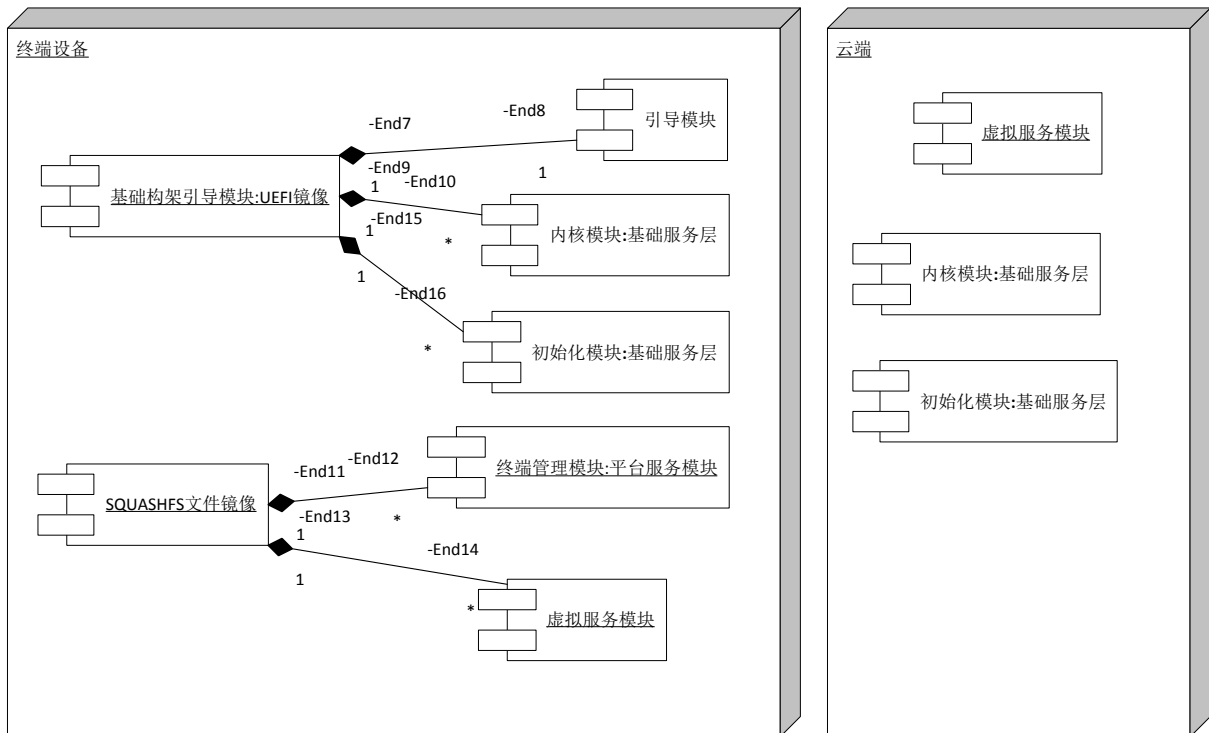 终端设备
-End7
-End8
引导模块
-End9
1
-End10
1
基础构架引导模块:UEFI镜像
-End15
内核模块:基础服务层
1
*
1
-End16
初始化模块:基础服务层
*
-End11
-End12
终端管理模块:平台服务模块
SQUASHFS文件镜像
-End13
*
1
-End14
1
*
虚拟服务模块
云端
虚拟服务模块
内核模块:基础服务层
初始化模块:基础服务层